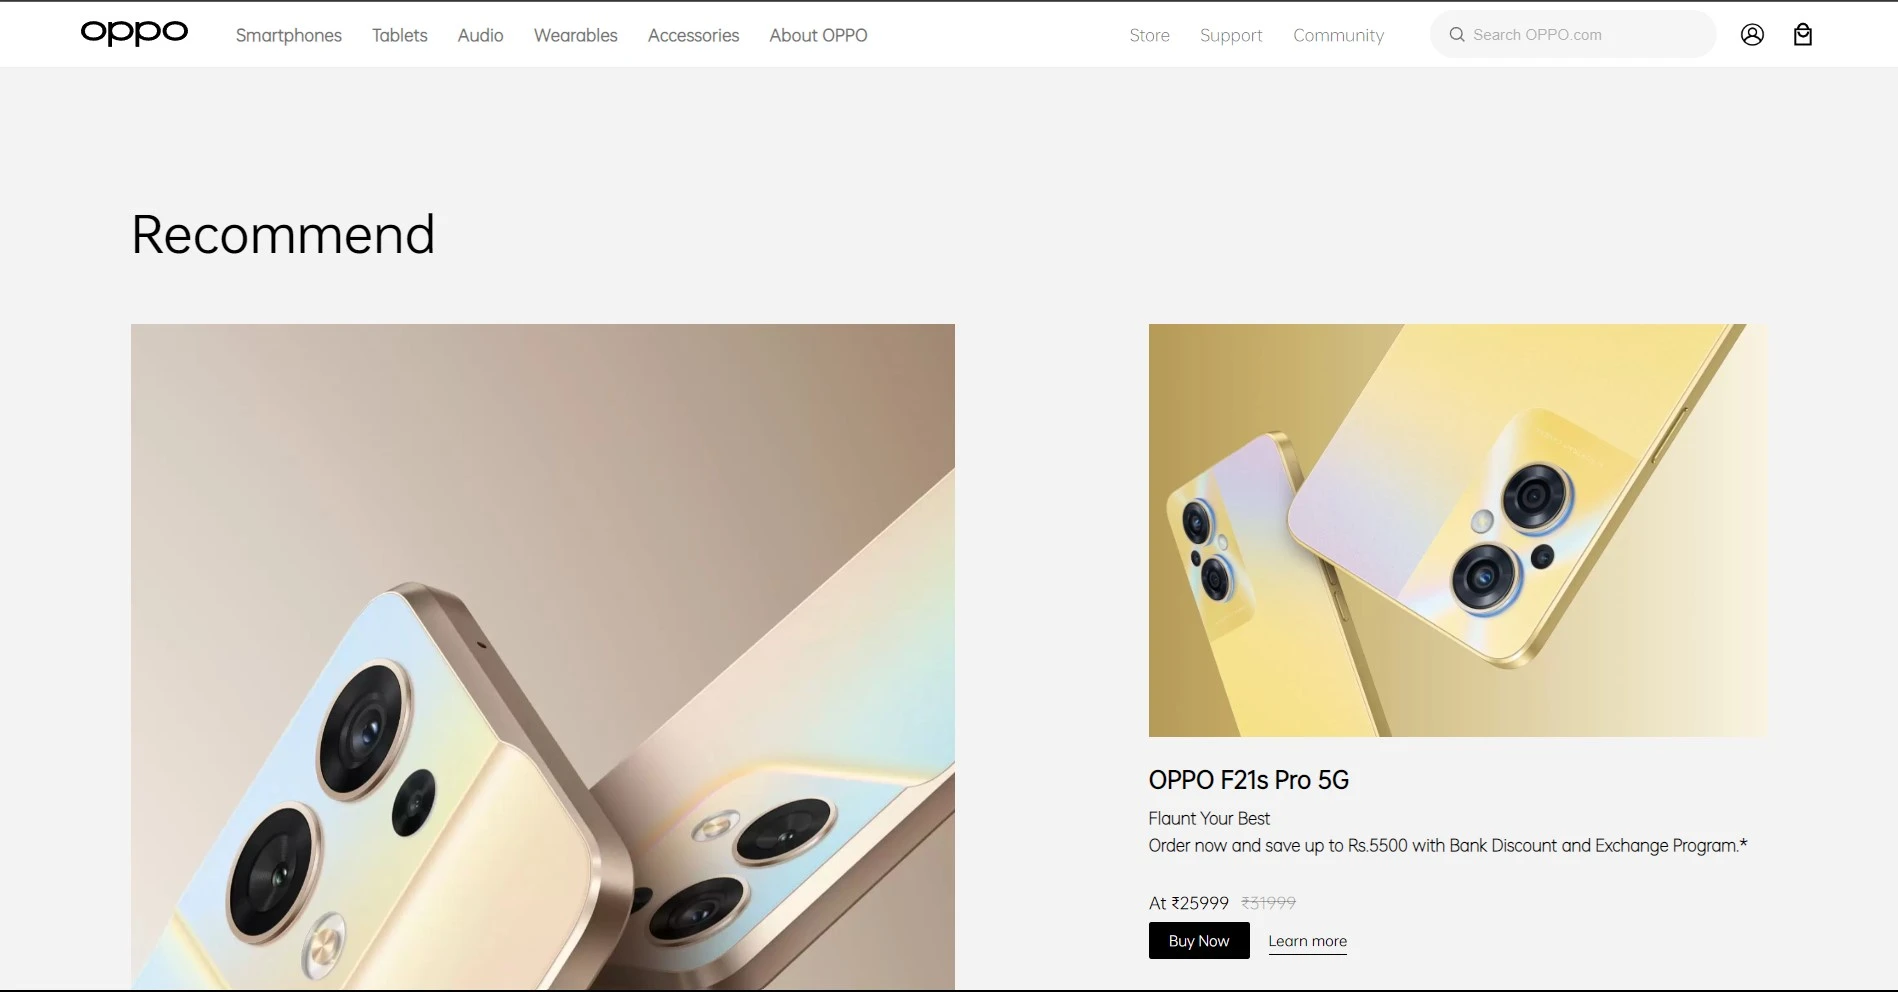 oppo
Smartphones Tablets Audio Wearables Accessories About OPPO Store Support Community Search OPPO.com
Recommend
OPPO F21s Pro 5G
Flaunt Your Best
Order now and save up to Rs.5500 with Bank Discount and Exchange Program.*
At ₹25999 ₹31999
Buy Now Learn more